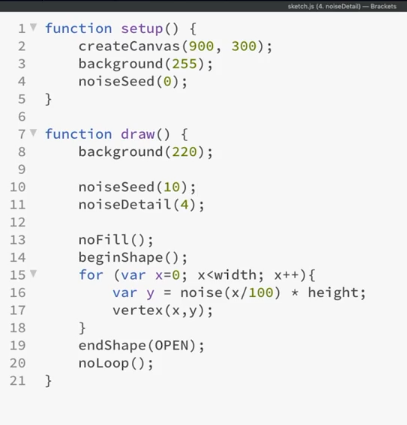 sketch.js (4. noiseDetail) — Brackets
1 function setup() {
2     createCanvas(900, 300);
3     background(255);
4     noiseSeed(0);
5 }
6
7 function draw() {
8     background(220);
9
10     noiseSeed(10);
11     noiseDetail(4);
12
13     noFill();
14     beginShape();
15     for (var x=0; x<width; x++){
16         var y = noise(x/100) * height;
17         vertex(x,y);
18     }
19     endShape(OPEN);
20     noLoop();
21 }